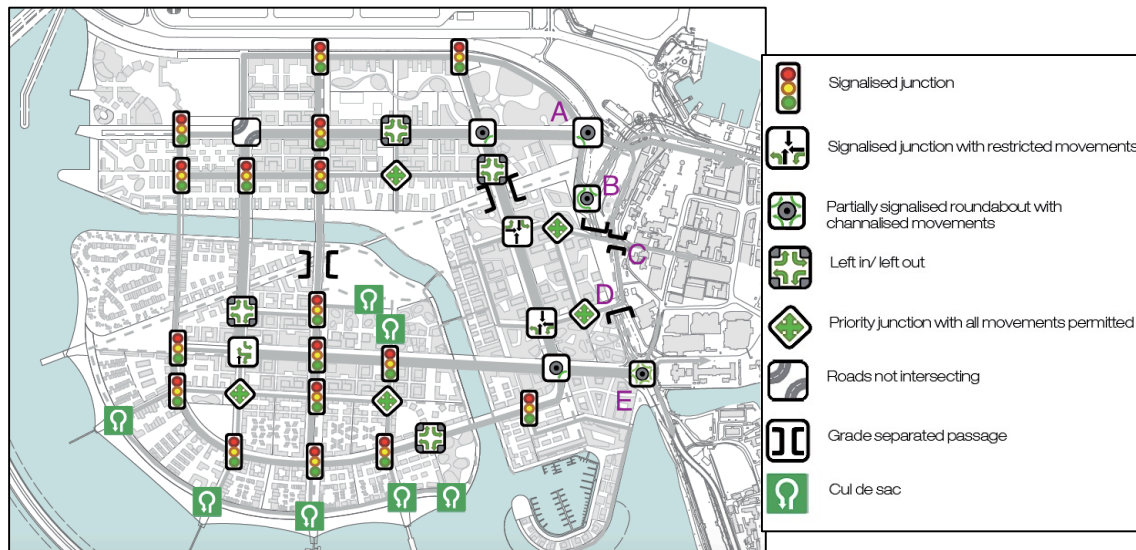 A
B
C
D
E
Signalised junction
Signalised junction with restricted movements
Partially signalised roundabout with
channalised movements
Left in/ left out
Priority junction with all movements permitted
Roads not intersecting
Grade separated passage
Cul de sac